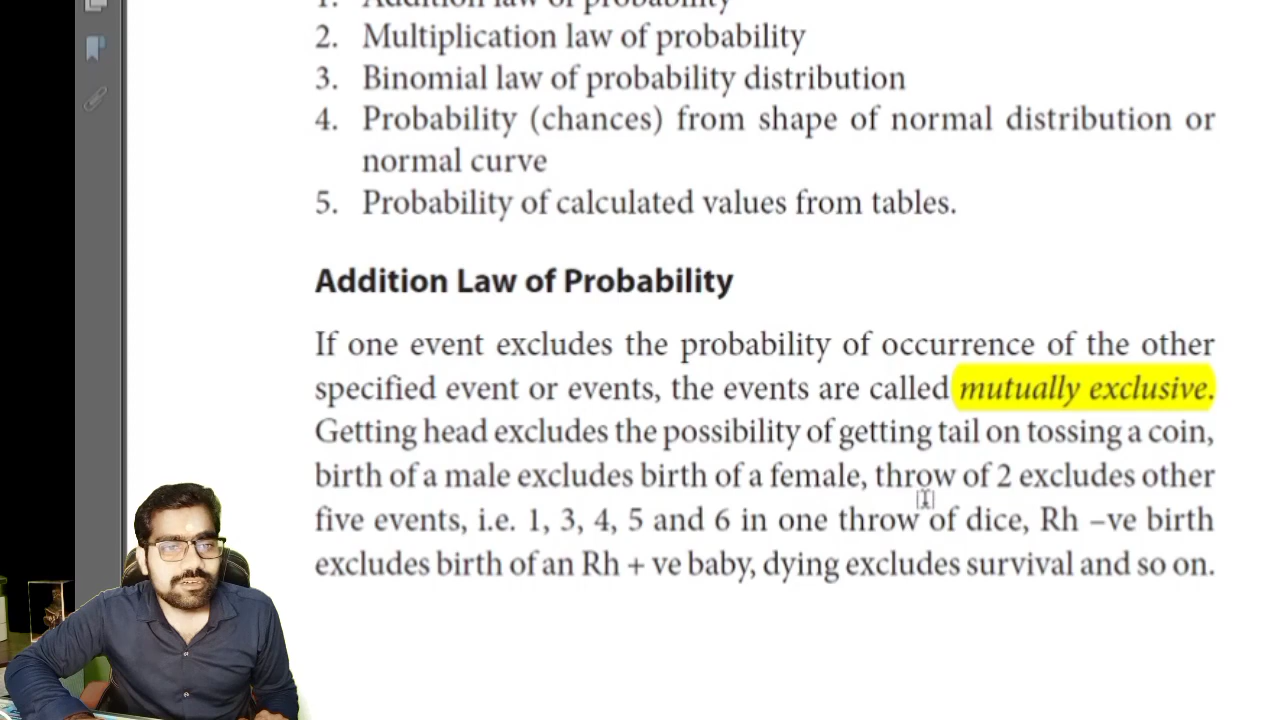 1. Addition law of probability
2. Multiplication law of probability
3. Binomial law of probability distribution
4. Probability (chances) from shape of normal distribution or
normal curve
5. Probability of calculated values from tables.
Addition Law of Probability
If one event excludes the probability of occurrence of the other
specified event or events, the events are called mutually exclusive.
Getting head excludes the possibility of getting tail on tossing a coin,
birth of a male excludes birth of a female, throw of 2 excludes other
five events, i.e. 1, 3, 4, 5 and 6 in one throw of dice, Rh –ve birth
excludes birth of an Rh + ve baby, dying excludes survival and so on.